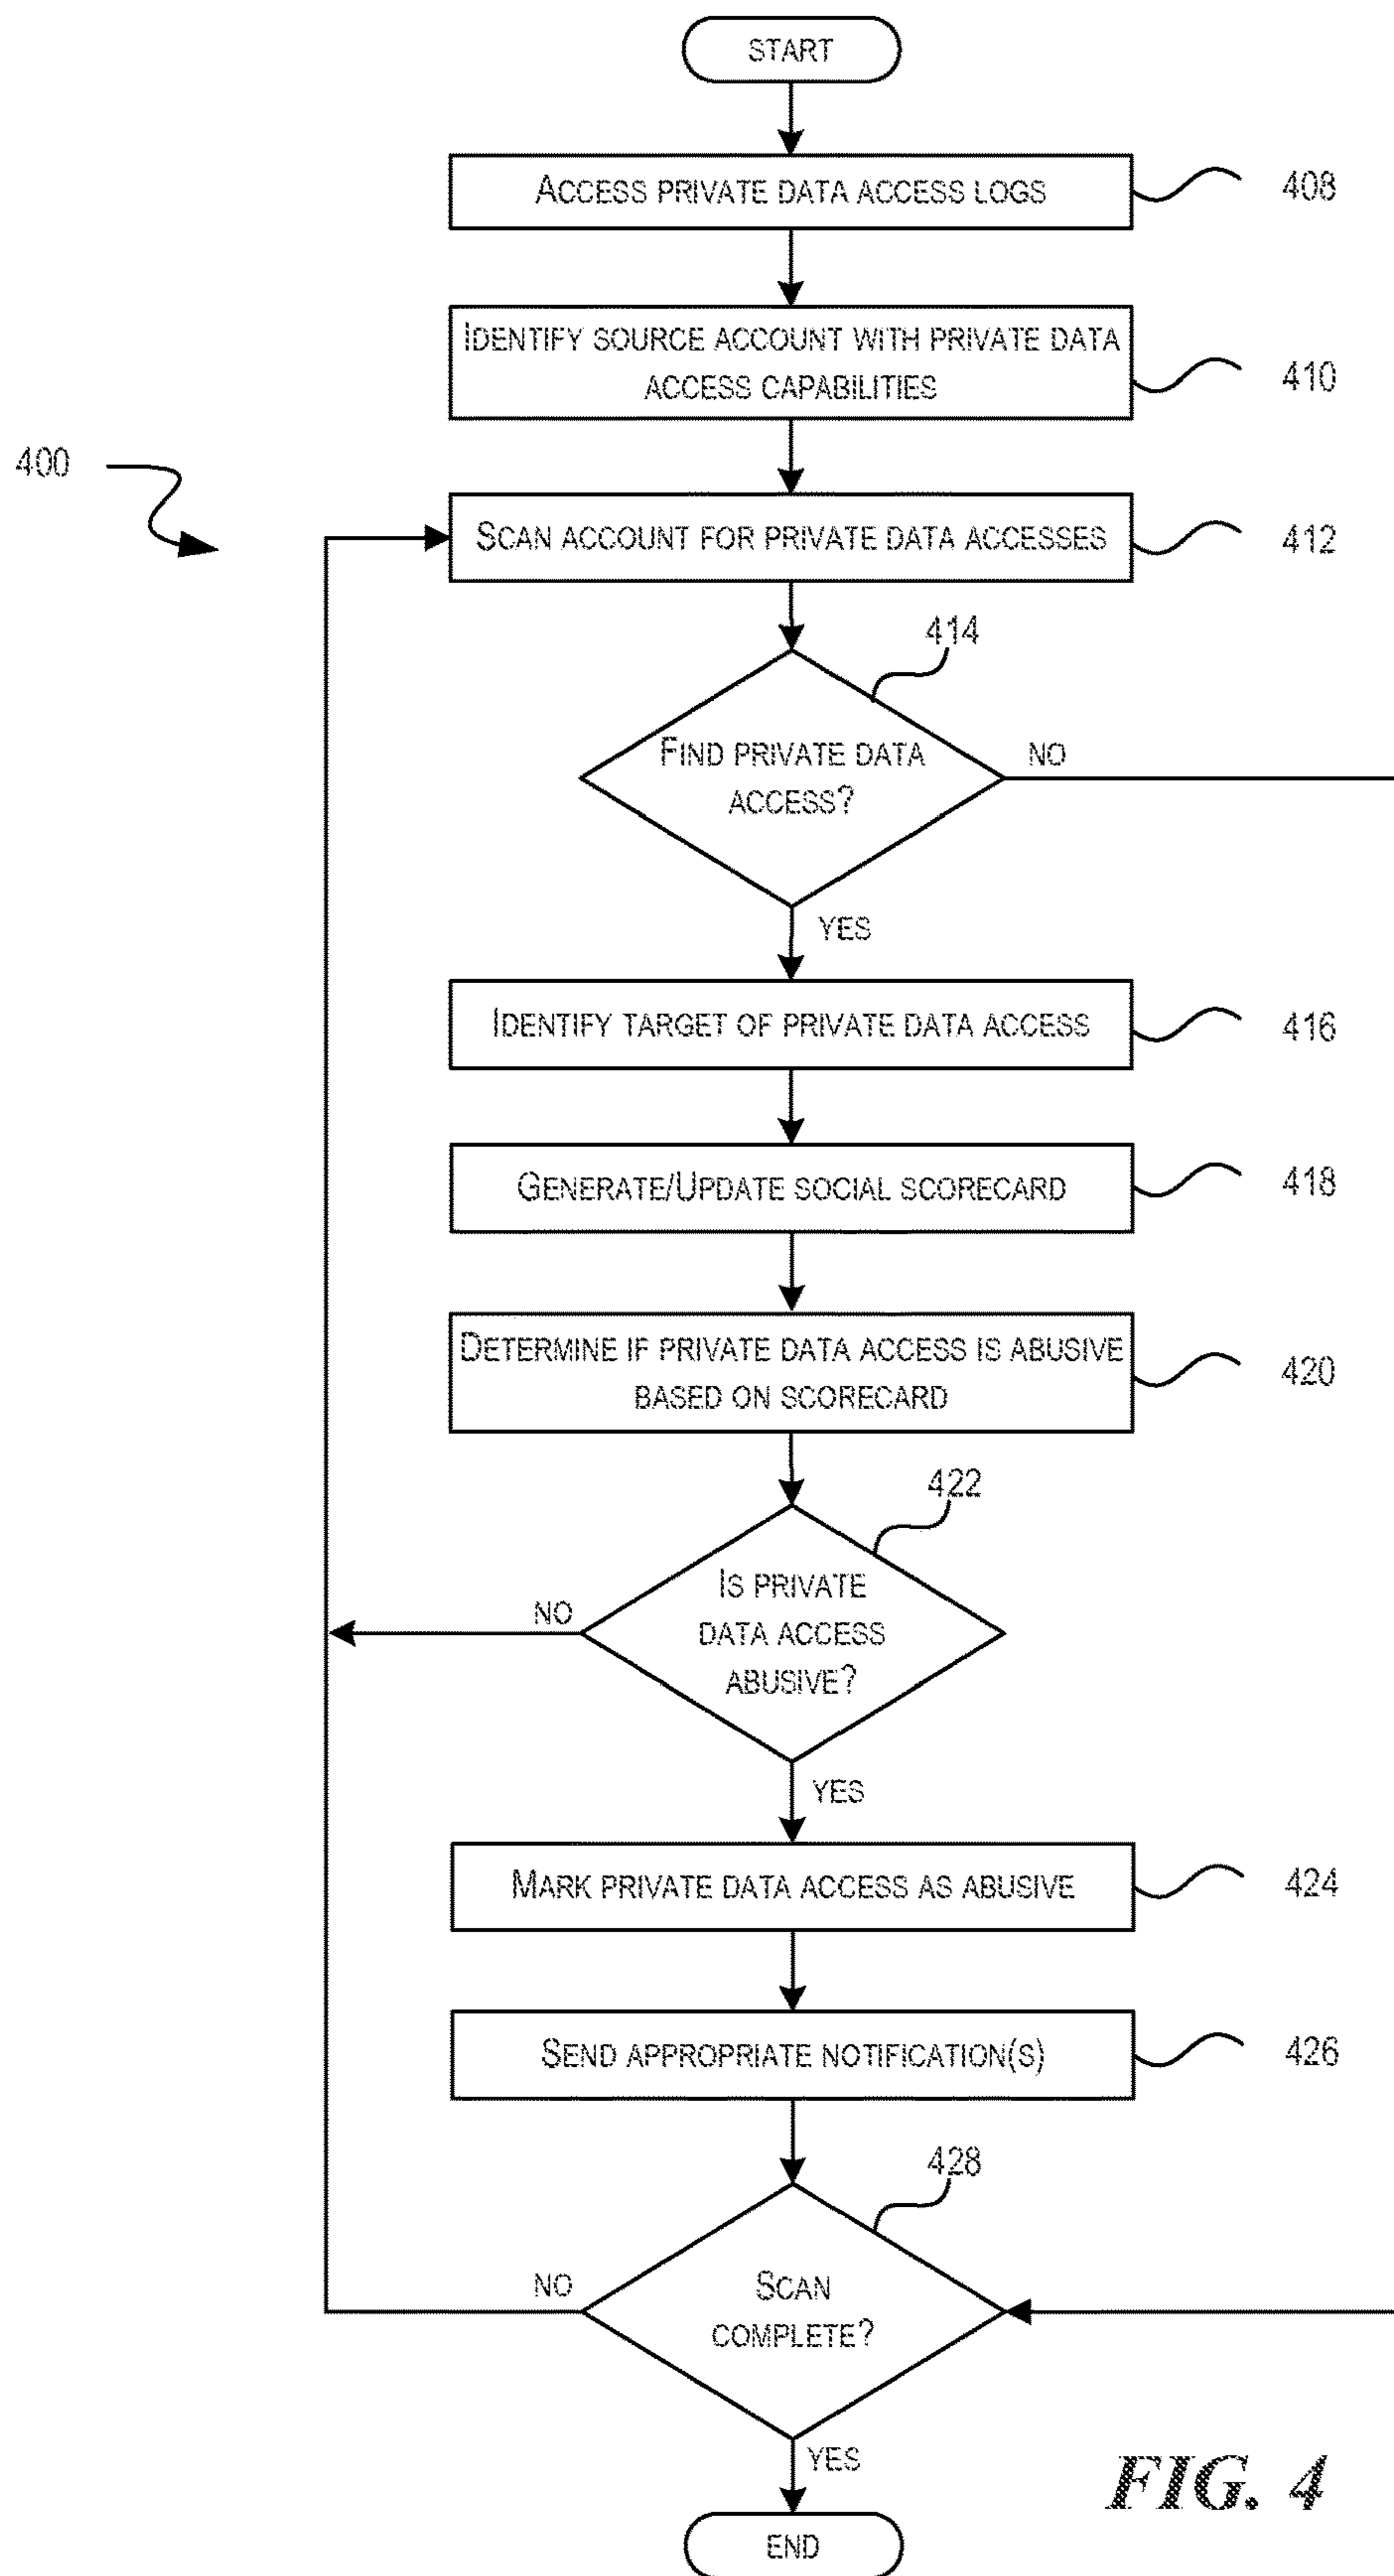 START
ACCESS PRIVATE DATA ACCESS LOGS
408
IDENTIFY SOURCE ACCOUNT WITH PRIVATE DATA
ACCESS CAPABILITIES
410
400
SCAN ACCOUNT FOR PRIVATE DATA ACCESSES
412
414
FIND PRIVATE DATA
ACCESS?
NO
YES
IDENTIFY TARGET OF PRIVATE DATA ACCESS
416
GENERATE/UPDATE SOCIAL SCORECARD
418
DETERMINE IF PRIVATE DATA ACCESS IS ABUSIVE
BASED ON SCORECARD
420
422
IS PRIVATE
DATA ACCESS
ABUSIVE?
NO
YES
MARK PRIVATE DATA ACCESS AS ABUSIVE
424
SEND APPROPRIATE NOTIFICATION(S)
426
428
SCAN
COMPLETE?
NO
YES
END
FIG. 4